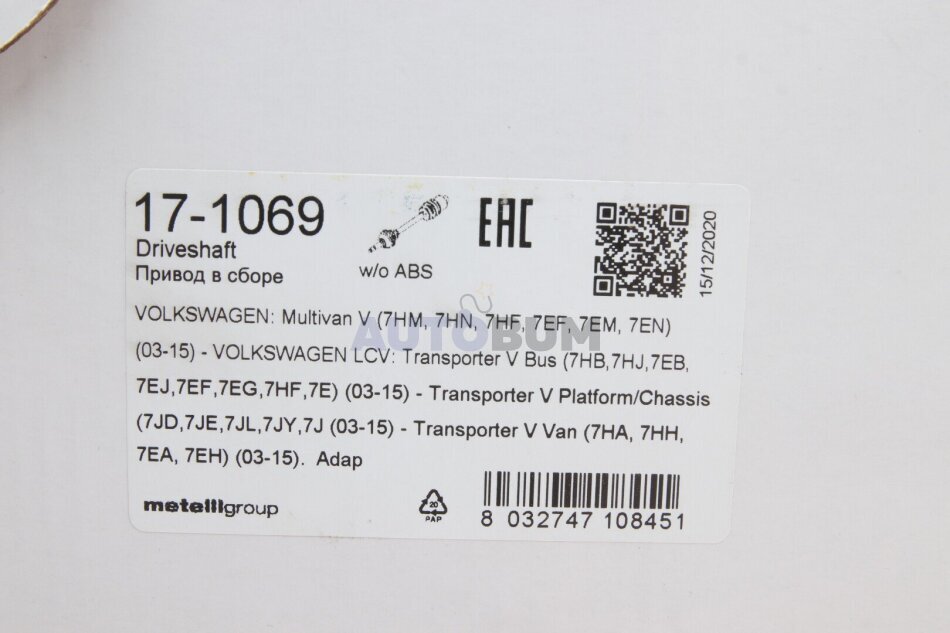 17-1069
EAC
Driveshaft
Привод в сборе
w/o ABS
15/12/2020
VOLKSWAGEN: Multivan V (7HM, 7HN, 7HF, 7EF, 7EM, 7EN)
AUTOBUM
(03-15) - VOLKSWAGEN LCV: Transporter V Bus (7HB,7HJ,7EB,
7EJ,7EF,7EG,7HF,7E) (03-15) - Transporter V Platform/Chassis
(7JD,7JE,7JL,7JY,7J (03-15) - Transporter V Van (7HA, 7HH,
7EA, 7EH) (03-15). Adap
metelligroup
20
PAP
8 032747 108451